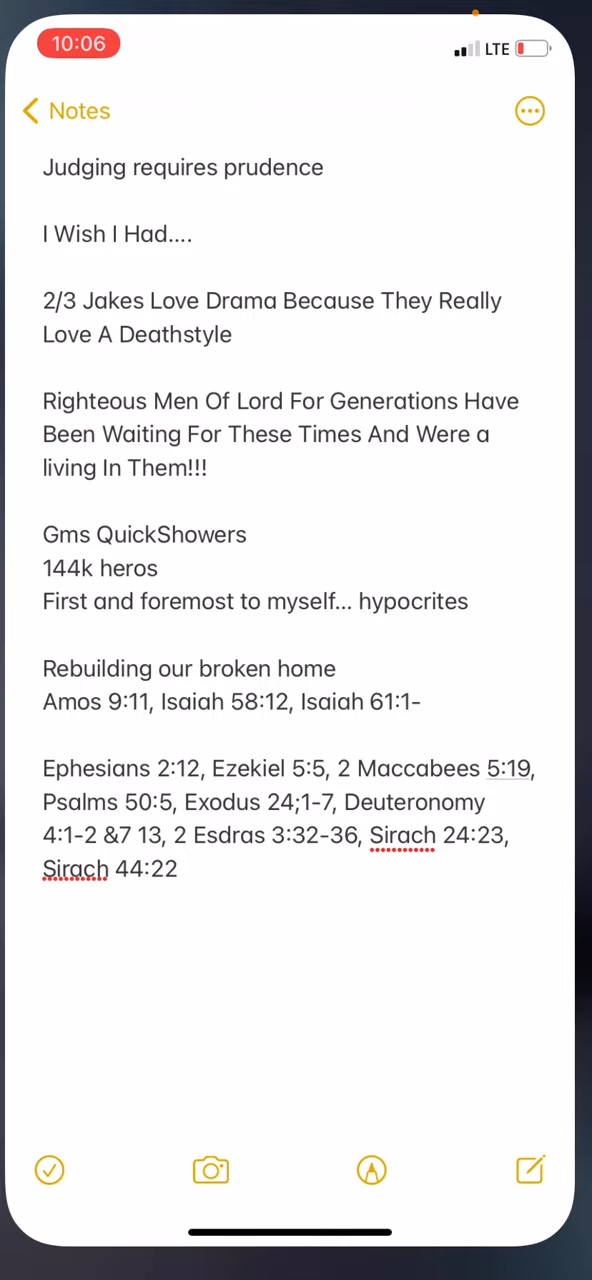 10:06
LTE
Notes
Judging requires prudence
I Wish I Had....
2/3 Jakes Love Drama Because They Really
Love A Deathstyle
Righteous Men Of Lord For Generations Have
Been Waiting For These Times And Were a
living In Them!!!
Gms QuickShowers
144k heros
First and foremost to myself... hypocrites
Rebuilding our broken home
Amos 9:11, Isaiah 58:12, Isaiah 61:1-
Ephesians 2:12, Ezekiel 5:5, 2 Maccabees 5:19,
Psalms 50:5, Exodus 24;1-7, Deuteronomy
4:1-2 &7 13, 2 Esdras 3:32-36, Sirach 24:23,
Sirach 44:22